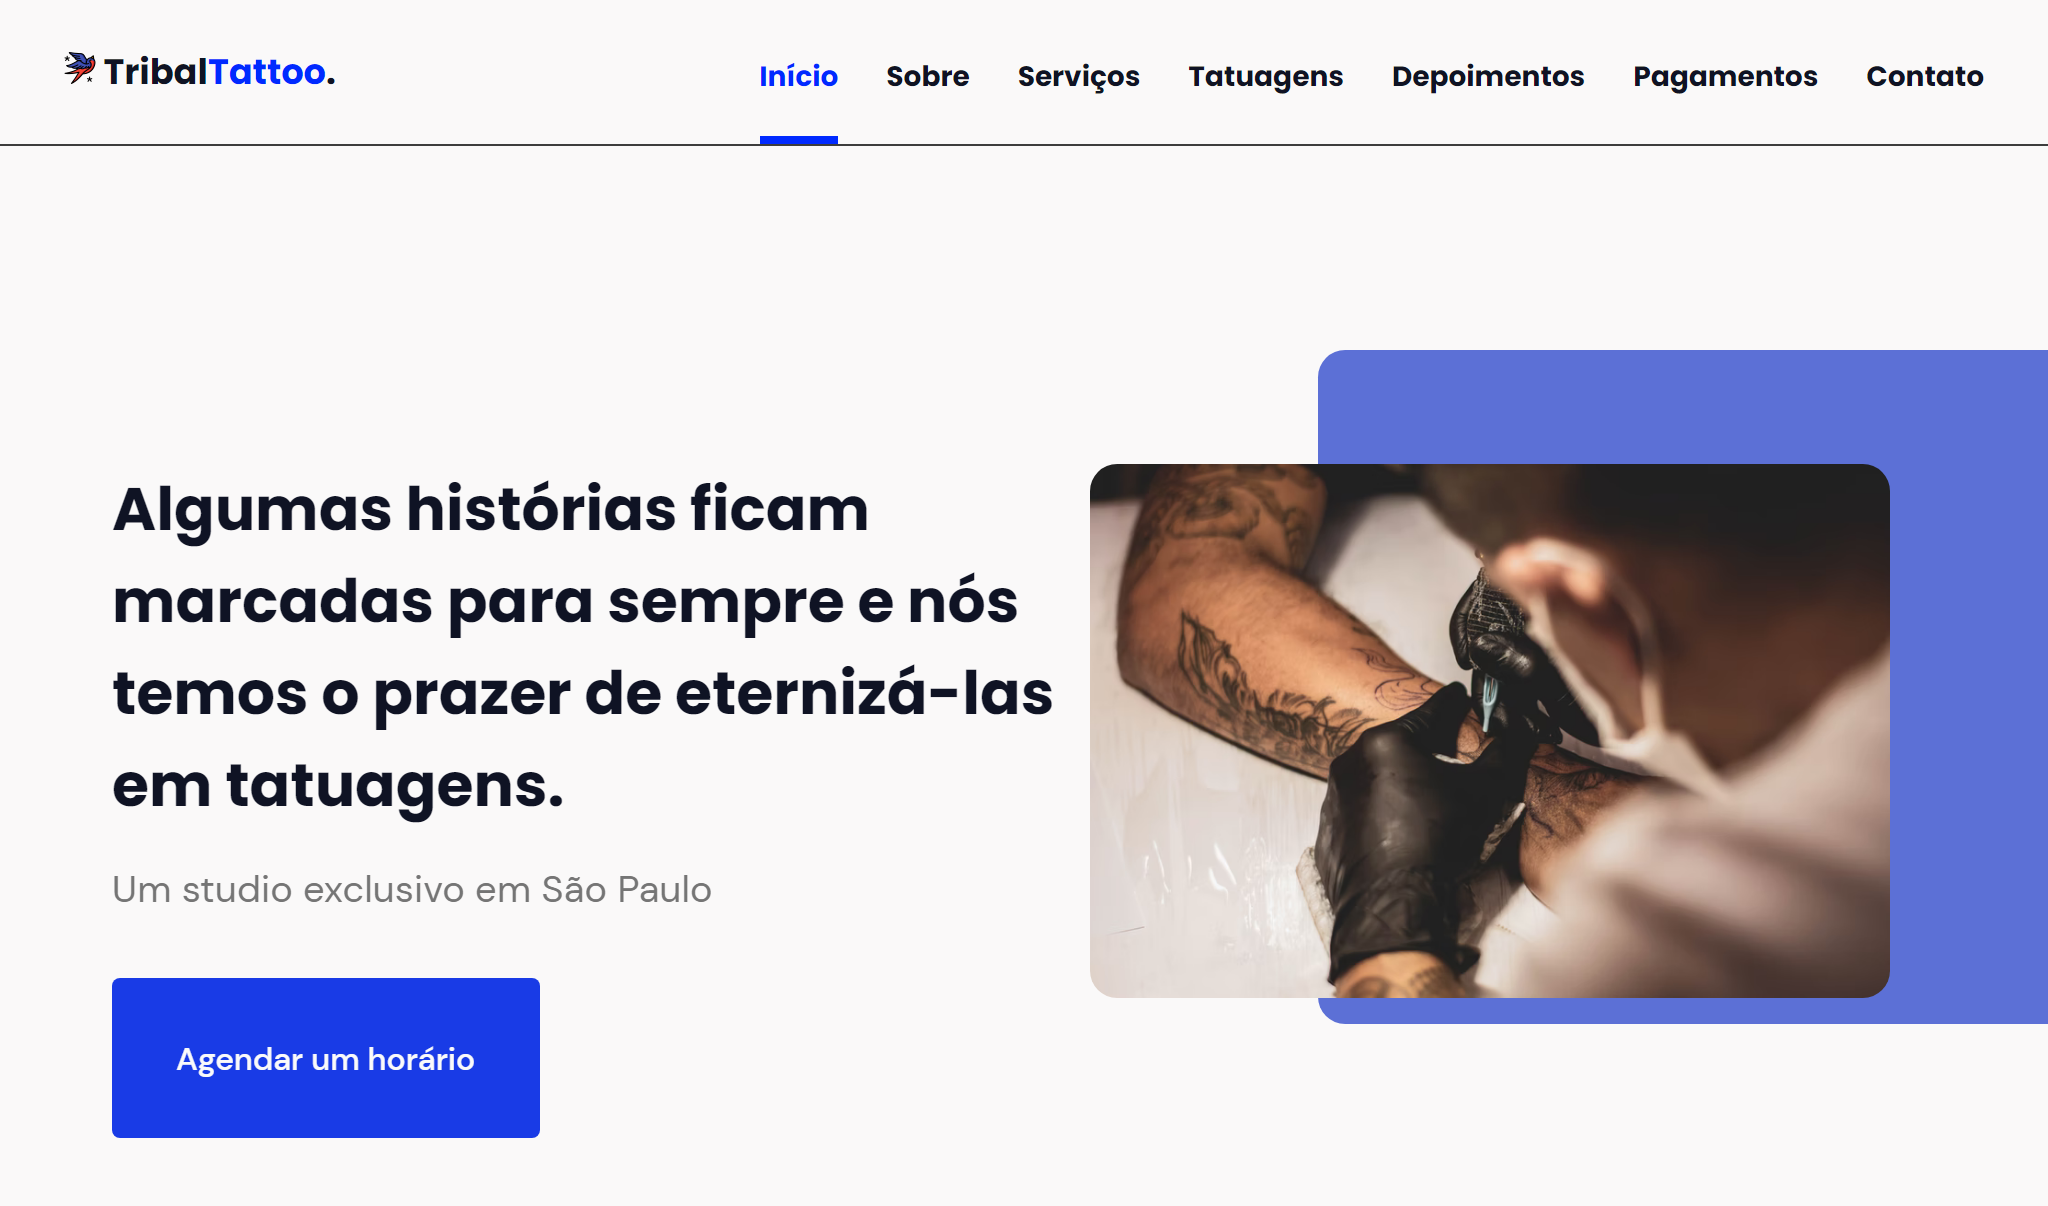 TribalTattoo.
Início Sobre Serviços Tatuagens Depoimentos Pagamentos Contato
Algumas histórias ficam
marcadas para sempre e nós
temos o prazer de eternizá-las
em tatuagens.
Um studio exclusivo em São Paulo
Agendar um horário